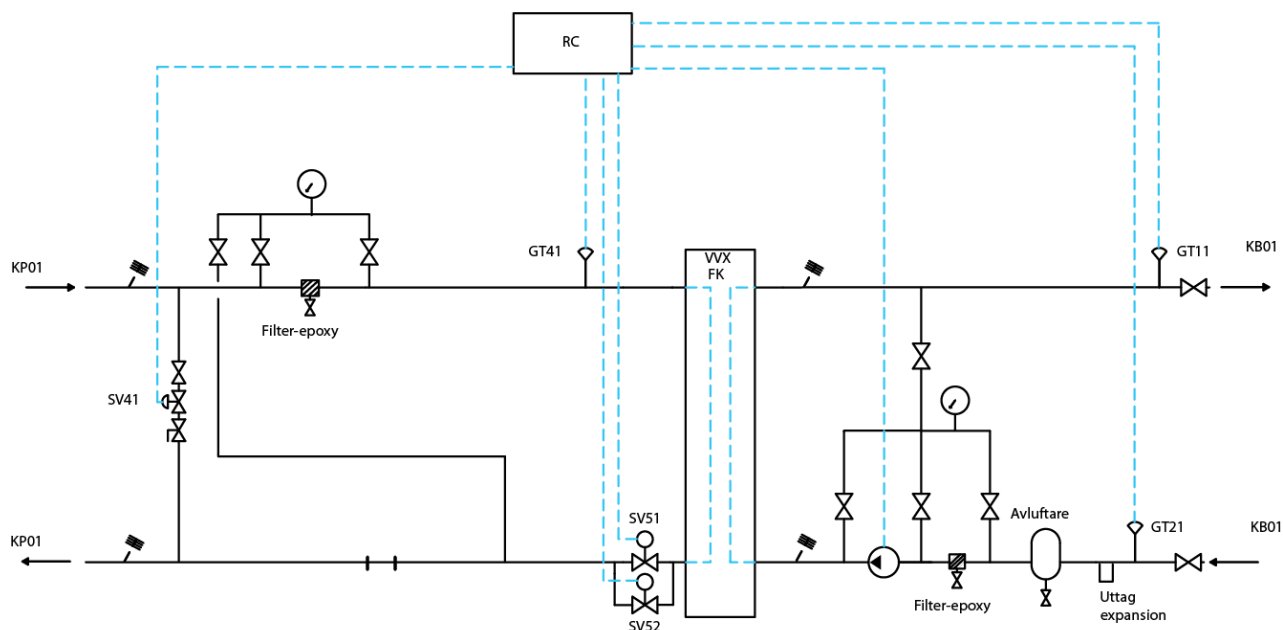 RC
GT41
VVX
FK
GT11
KB01
KP01
Filter-epoxy
SV41
SV51
Avluftare
GT21
KB01
KP01
SV52
Filter-epoxy
Uttag
expansion